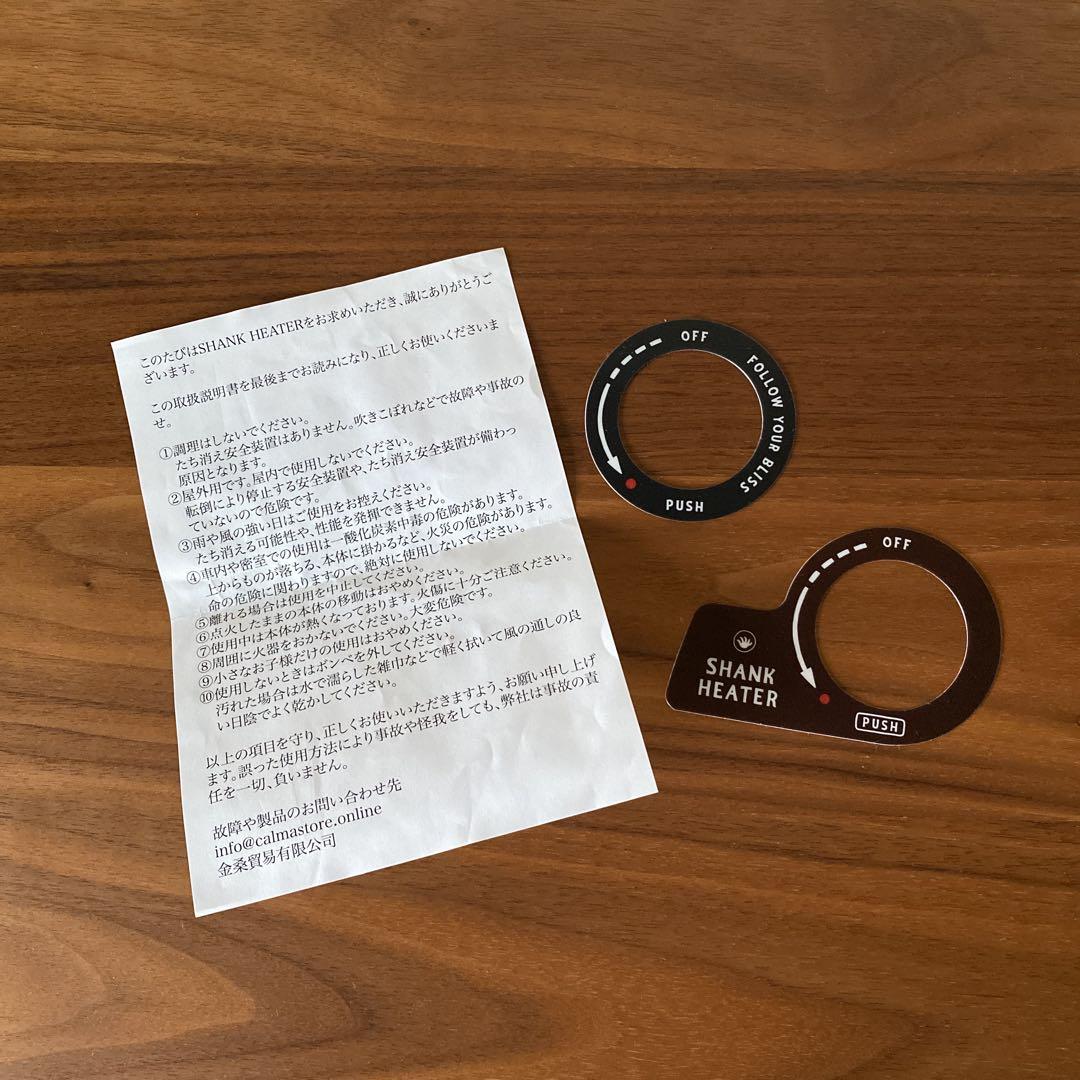 このたびはSHANK HEATERをお求めいただき、誠にありがとうご
ざいます。
この取扱説明書を最後までお読みになり、正しくお使いくださいま
せ。
①調理はしないでください。
たち消え安全装置はありません。吹きこぼれなどで故障や事故の
原因となります。
②屋外用です。屋内で使用しないでください。
転倒により停止する安全装置や、たち消え安全装置が備わっ
ていないので危険です。
③雨や風の強い日はご使用をお控えください。
たち消える可能性や、性能を発揮できません。
④車内や密室での使用は一酸化炭素中毒の危険があります。
上からものが落ちる、本体に掛かるなど、火災の危険があります。
命の危険に関わりますので、絶対に使用しないでください。
⑤離れる場合は使用を中止してください。
⑥点火したままの本体の移動はおやめください。
⑦使用中は本体が熱くなっております。火傷に十分ご注意ください。
⑧周囲に火器をおかないでください。大変危険です。
⑨小さなお子様だけの使用はおやめください。
⑩使用しないときはボンベを外してください。
汚れた場合は水で濡らした雑巾などで軽く拭いて風の通しの良
い日陰でよく乾かしてください。
以上の項目を守り、正しくお使いいただきますよう、お願い申し上げ
ます。誤った使用方法により事故や怪我をしても、弊社は事故の責
任を一切、負いません。
故障や製品のお問い合わせ先
info@calmastore.online
金桑貿易有限公司
OFF
FOLLOW YOUR BLISS
PUSH
OFF
SHANK
HEATER
PUSH